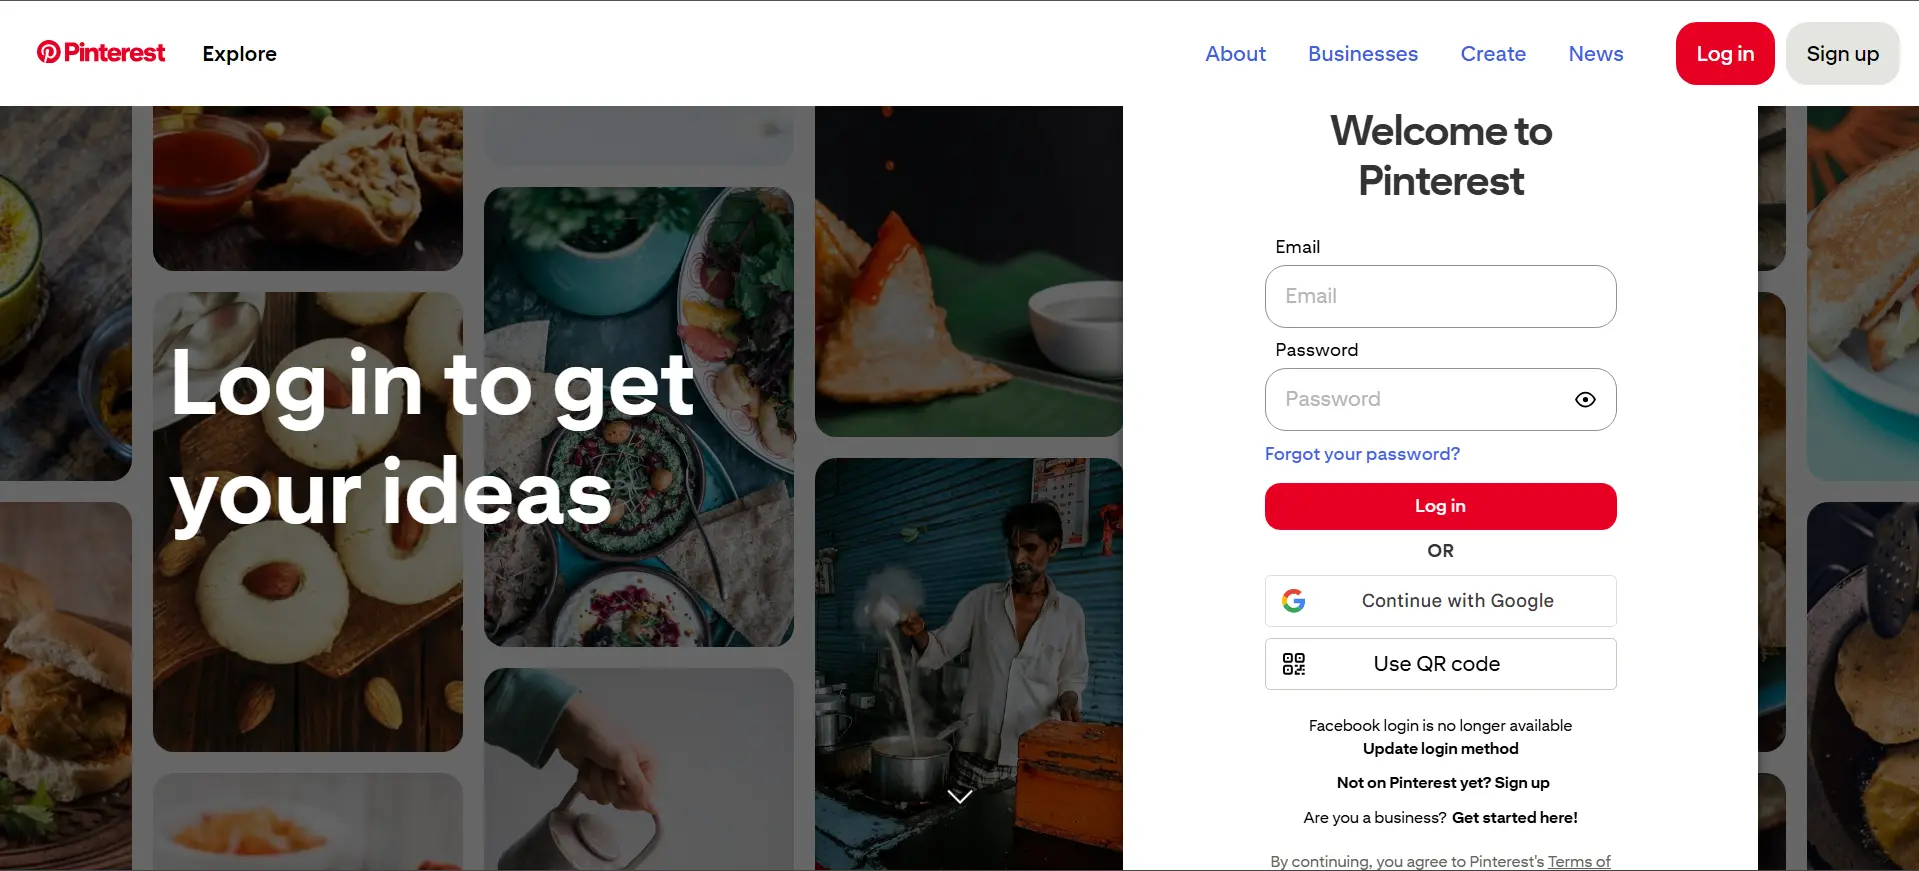 Pinterest
Explore
About
Businesses
Create
News
Log in
Sign up
Log in to get
your ideas
Welcome to
Pinterest
Email
Email
Password
Password
Forgot your password?
Log in
OR
Continue with Google
Use QR code
Facebook login is no longer available
Update login method
Not on Pinterest yet? Sign up
Are you a business? Get started here!
By continuing, you agree to Pinterest's Terms of